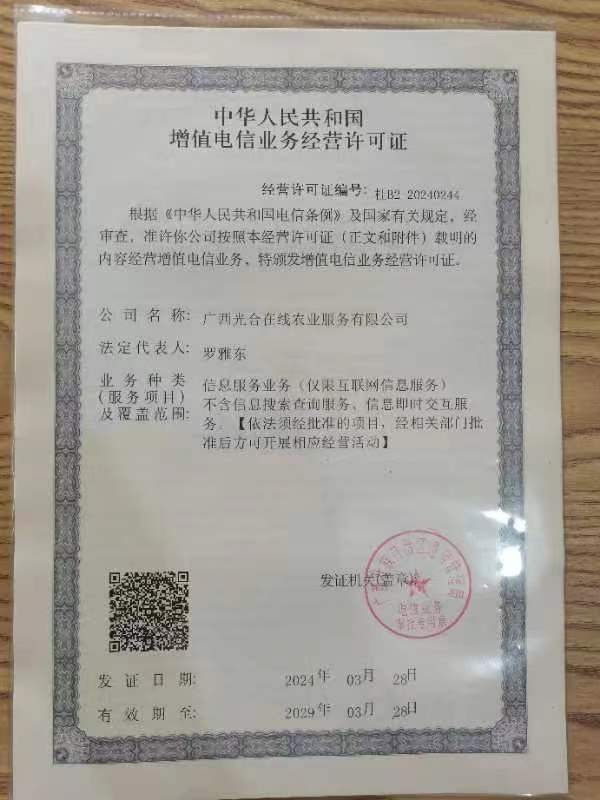 中华人民共和国
增值电信业务经营许可证
经营许可证编号: 桂B2 20240244
根据《中华人民共和国电信条例》及国家有关规定, 经
审查, 准许你公司按照本经营许可证（正文和附件）载明的
内容经营增值电信业务, 特颁发增值电信业务经营许可证。
公司名称: 广西光合在线农业服务有限公司
法定代表人: 罗雅东
业务种类 信息服务业务（仅限互联网信息服务）
(服务项目) 不含信息搜索查询服务、信息即时交互服
及覆盖范围: 务。【依法须经批准的项目, 经相关部门批
准后方可开展相应经营活动】
发证机关(盖章):
电信业务
审批专用章
发证日期: 2024年 03月 28日
有效期至: 2029年 03月 28日